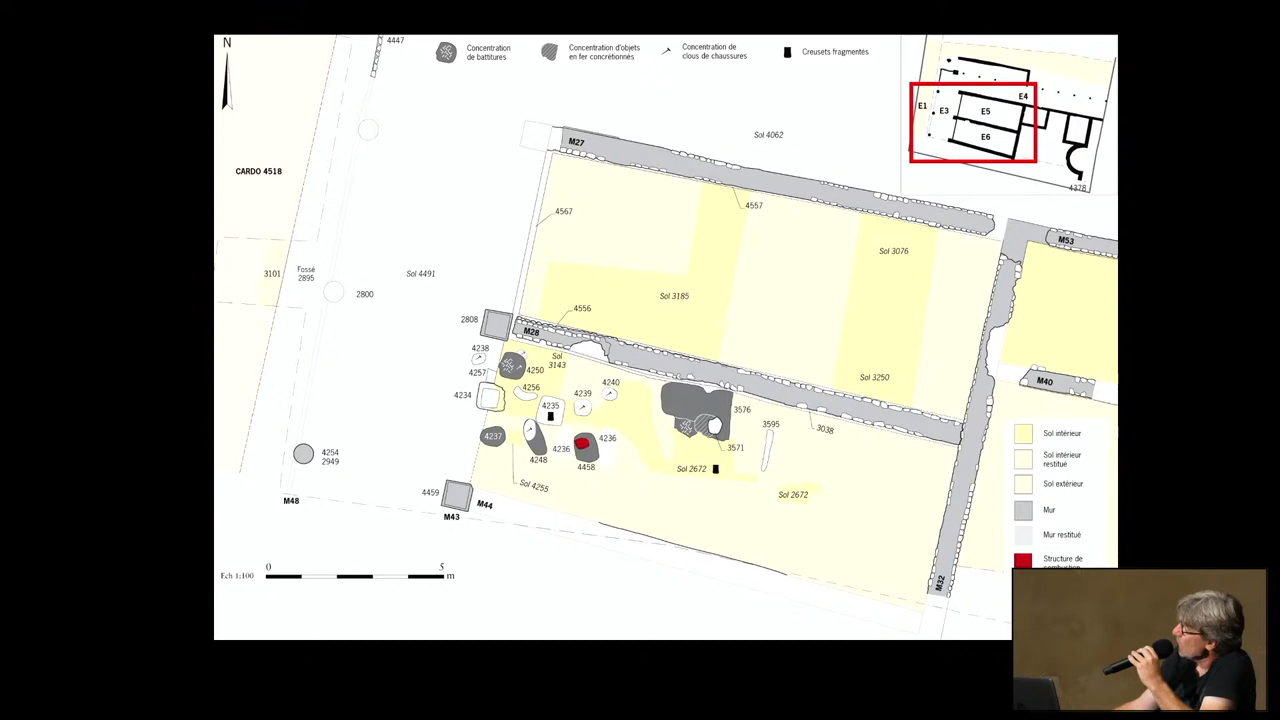 N
4447
Concentration
de battitures
Concentration d'objets
en fer concrétionnés
Concentration de
clous de chaussures
Creusets fragmentés
E4
E1
E3
E5
E6
4378
Sol 4062
M27
CARDO 4518
4567
4557
M53
Sol 3076
3101
Fossé
2895
Sol 4491
2800
Sol 3185
4556
2808
M28
4238
Sol
3143
4257
4250
Sol 3250
M40
4234
4256
4240
4235
4239
3576
3038
3595
4237
4236
4236
3571
4248
4458
4254
2949
Sol 2672
Sol 4255
Sol 2672
4459
M44
M48
M43
M32
Sol intérieur
Sol intérieur
restitué
Sol extérieur
Mur
Mur restitué
Structure de
combustion
Ech 1:100
0
5
m